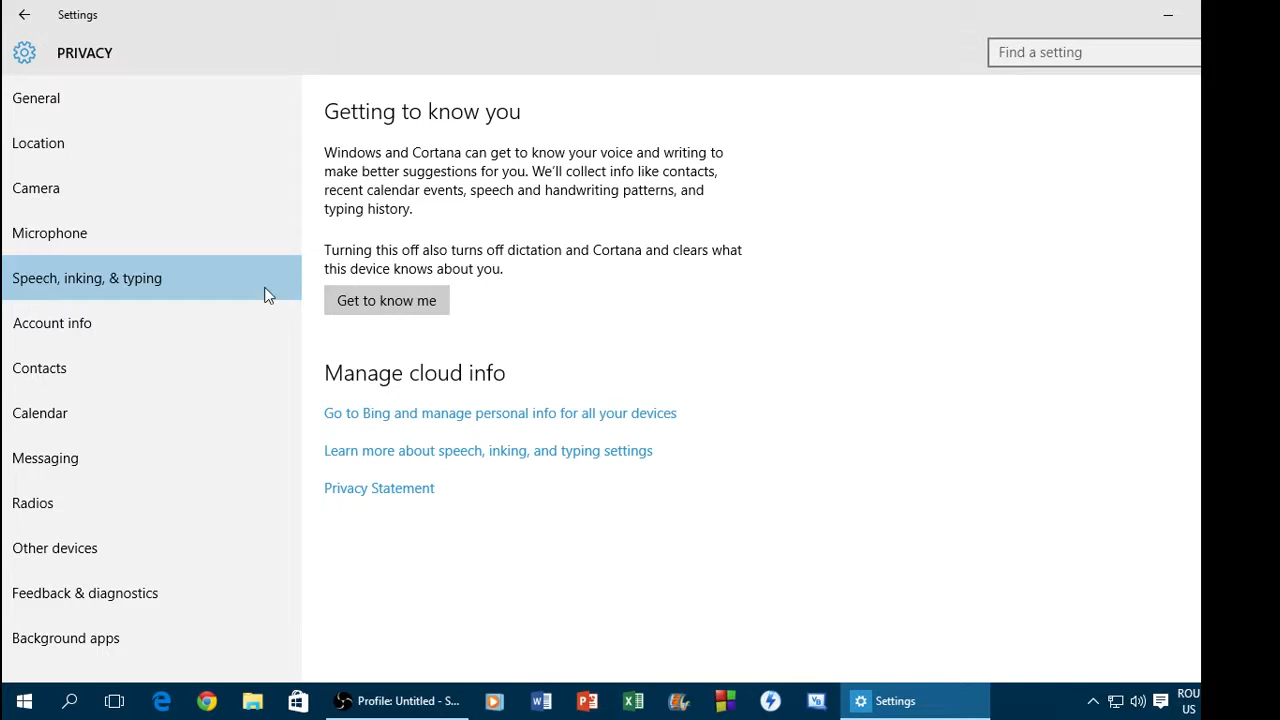 Settings
PRIVACY
Find a setting
General
Location
Camera
Microphone
Speech, inking, & typing
Account info
Contacts
Calendar
Messaging
Radios
Other devices
Feedback & diagnostics
Background apps
Getting to know you
Windows and Cortana can get to know your voice and writing to
make better suggestions for you. We'll collect info like contacts,
recent calendar events, speech and handwriting patterns, and
typing history.
Turning this off also turns off dictation and Cortana and clears what
this device knows about you.
Get to know me
Manage cloud info
Go to Bing and manage personal info for all your devices
Learn more about speech, inking, and typing settings
Privacy Statement
Profile: Untitled - S...
Settings
ROU
US